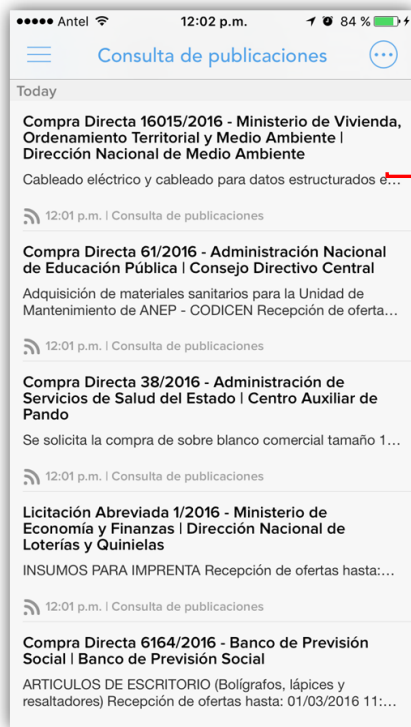 Antel 12:02 p.m. 84 %
Consulta de publicaciones
Today
Compra Directa 16015/2016 - Ministerio de Vivienda,
Ordenamiento Territorial y Medio Ambiente |
Dirección Nacional de Medio Ambiente
Cableado eléctrico y cableado para datos estructurados e...
12:01 p.m. | Consulta de publicaciones
Compra Directa 61/2016 - Administración Nacional
de Educación Pública | Consejo Directivo Central
Adquisición de materiales sanitarios para la Unidad de
Mantenimiento de ANEP - CODICEN Recepción de oferta...
12:01 p.m. | Consulta de publicaciones
Compra Directa 38/2016 - Administración de
Servicios de Salud del Estado | Centro Auxiliar de
Pando
Se solicita la compra de sobre blanco comercial tamaño 1...
12:01 p.m. | Consulta de publicaciones
Licitación Abreviada 1/2016 - Ministerio de
Economía y Finanzas | Dirección Nacional de
Loterías y Quinielas
INSUMOS PARA IMPRENTA Recepción de ofertas hasta:...
12:01 p.m. | Consulta de publicaciones
Compra Directa 6164/2016 - Banco de Previsión
Social | Banco de Previsión Social
ARTICULOS DE ESCRITORIO (Bolígrafos, lápices y
resaltadores) Recepción de ofertas hasta: 01/03/2016 11:...